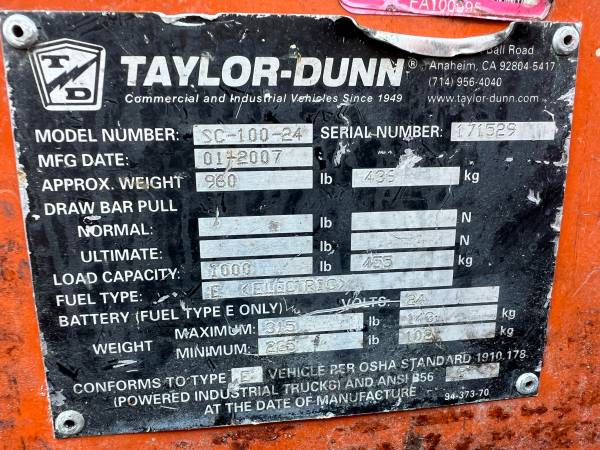 FA100095
TAYLOR-DUNN®
Commercial and Industrial Vehicles Since 1949
Ball Road
Anaheim, CA 92804-5417
(714) 956-4040
www.taylor-dunn.com
T D
MODEL NUMBER: SC-100-24 SERIAL NUMBER: 171529
MFG DATE: 01-2007
APPROX. WEIGHT 960 lb 435 kg
DRAW BAR PULL
NORMAL: lb N
ULTIMATE: lb N
LOAD CAPACITY: 1000 lb 455 kg
FUEL TYPE: E (ELECTRIC)
BATTERY (FUEL TYPE E ONLY) VOLTS: 24
WEIGHT
MAXIMUM: 315 lb 143 kg
MINIMUM: 225 lb 102 kg
CONFORMS TO TYPE E VEHICLE PER OSHA STANDARD 1910.178
(POWERED INDUSTRIAL TRUCKS) AND ANSI B56
AT THE DATE OF MANUFACTURE
94-373-70